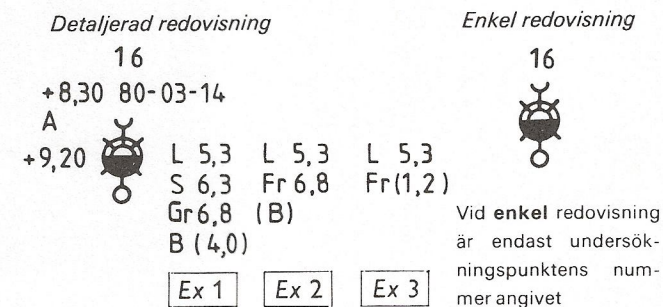 Detaljerad redovisning
16
+8,30 80-03-14
A
+9,20
L 5,3 L 5,3 L 5,3
S 6,3 Fr 6,8 Fr(1,2)
Gr 6,8 (B)
B (4,0)
Ex 1 Ex 2 Ex 3
Enkel redovisning
16
Vid enkel redovisning
är endast undersök-
ningspunktens num-
mer angivet